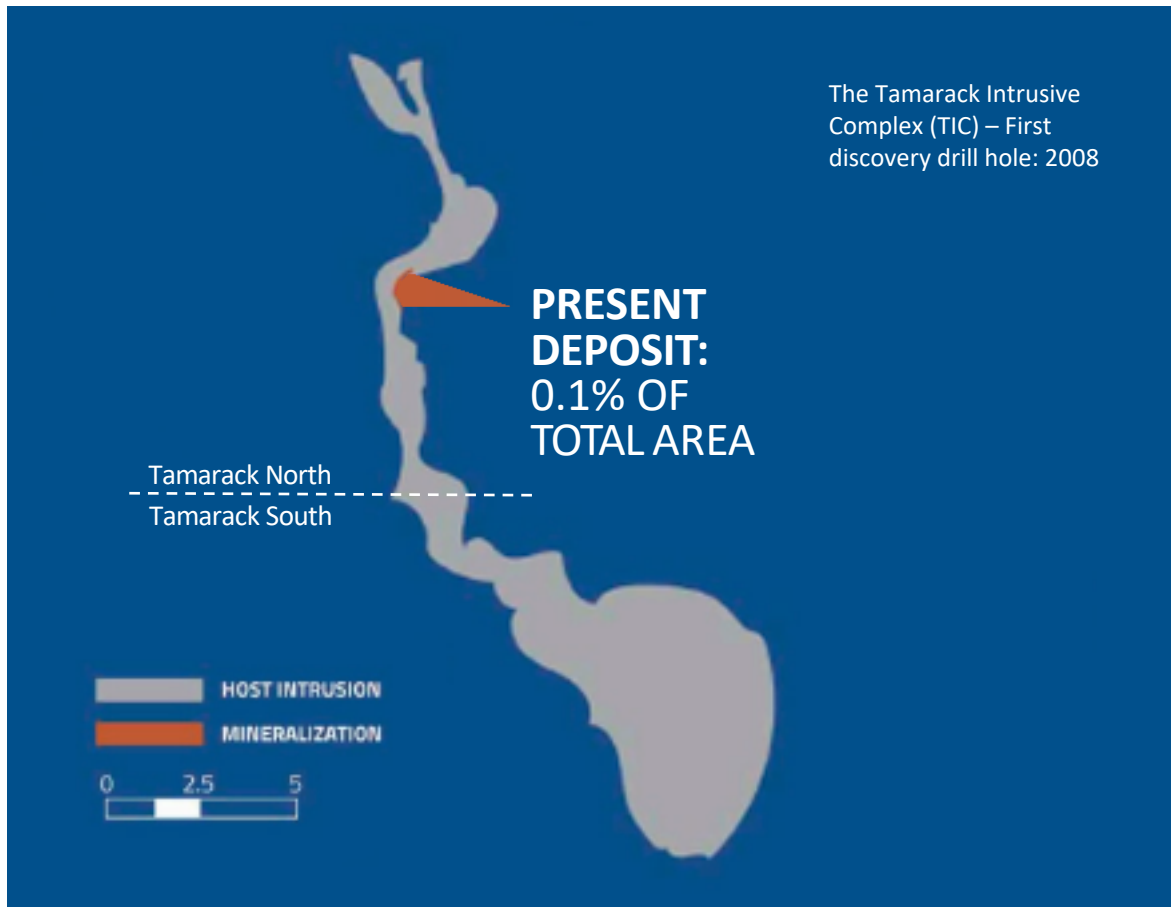 The Tamarack Intrusive
Complex (TIC) – First
discovery drill hole: 2008
PRESENT
DEPOSIT:
0.1% OF
TOTAL AREA
Tamarack North
Tamarack South
HOST INTRUSION
MINERALIZATION
0 2.5 5